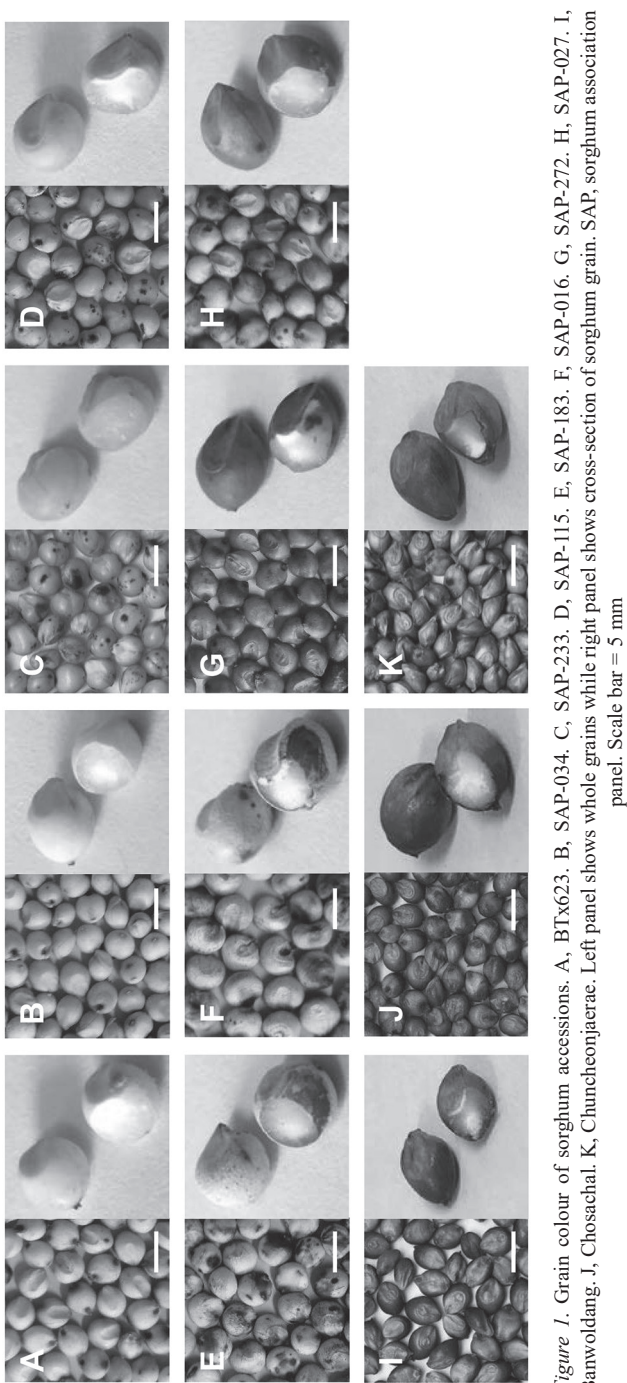 A
B
C
D
E
F
G
H
I
J
K
igure 1. Grain colour of sorghum accessions. A, BTx623. B, SAP-034. C, SAP-233. D, SAP-115. E, SAP-183. F, SAP-016. G, SAP-272. H, SAP-027. I,
anwoldang. J, Chosachal. K, Chuncheonjaerae. Left panel shows whole grains while right panel shows cross-section of sorghum grain. SAP, sorghum association
panel. Scale bar = 5 mm